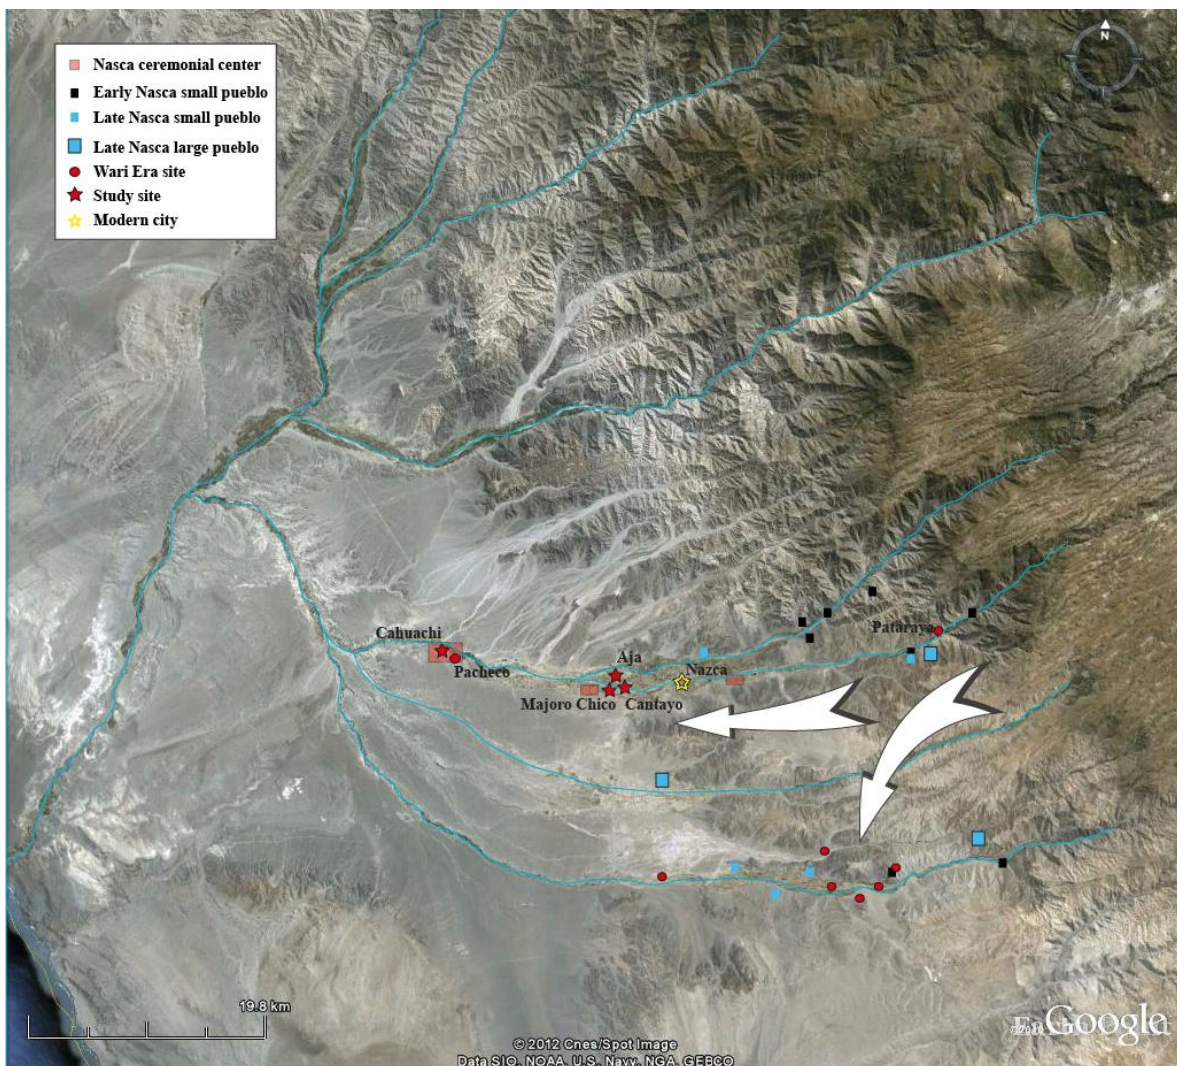 N
Nasca ceremonial center
Early Nasca small pueblo
Late Nasca small pueblo
Late Nasca large pueblo
Wari Era site
Study site
Modern city
Pataraya
Cahuachi
Pacheco
Aja
Nazca
Majoro Chico
Cantayo
19.8 km
Google
© 2012 Cnes/Spot Image
Data SIO, NOAA, U.S. Navy, NGA, GEBCO